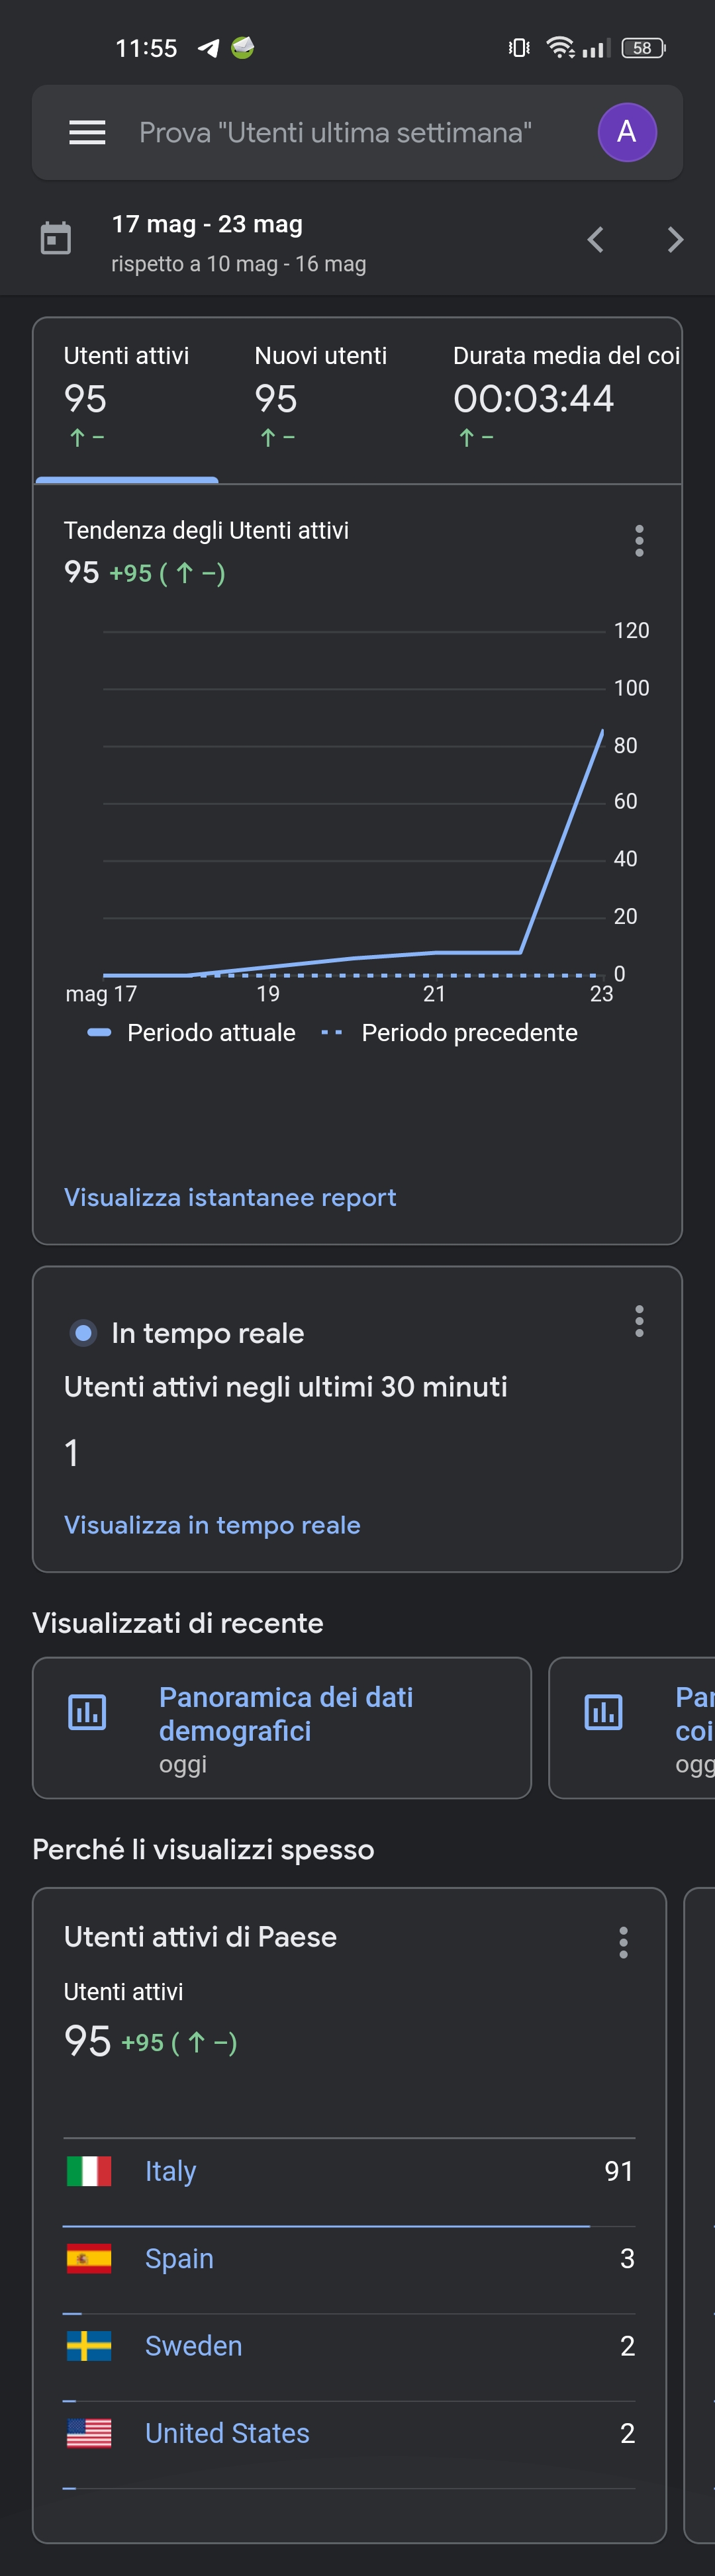 11:55
58
Prova "Utenti ultima settimana"
A
17 mag - 23 mag
rispetto a 10 mag - 16 mag
Utenti attivi
Nuovi utenti
Durata media del coi
95
95
00:03:44
↑ –
↑ –
↑ –
Tendenza degli Utenti attivi
95 +95 ( ↑ –)
120
100
80
60
40
20
0
mag 17
19
21
23
Periodo attuale
Periodo precedente
Visualizza istantanee report
In tempo reale
Utenti attivi negli ultimi 30 minuti
1
Visualizza in tempo reale
Visualizzati di recente
Panoramica dei dati
demografici
oggi
Par
coi
ogg
Perché li visualizzi spesso
Utenti attivi di Paese
Utenti attivi
95 +95 ( ↑ –)
Italy 91
Spain 3
Sweden 2
United States 2